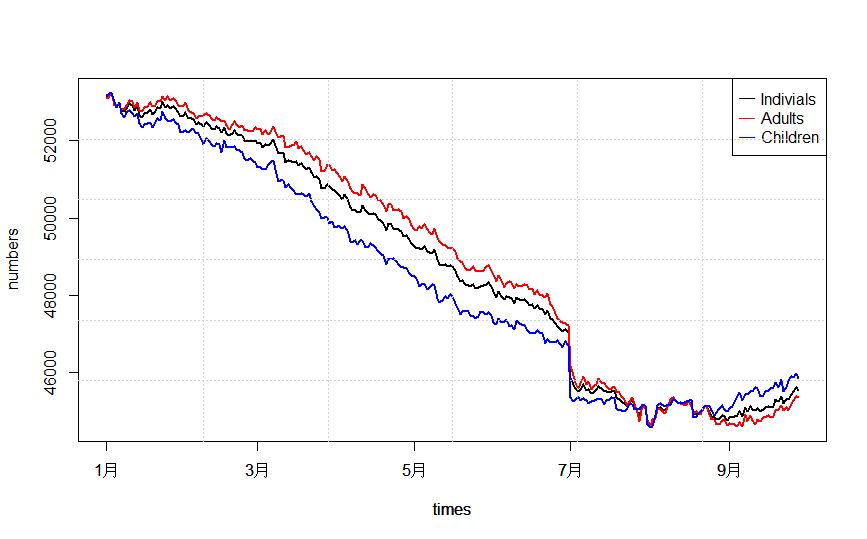 Indivials
Adults
Children
52000
50000
48000
46000
numbers
1月
3月
5月
7月
9月
times